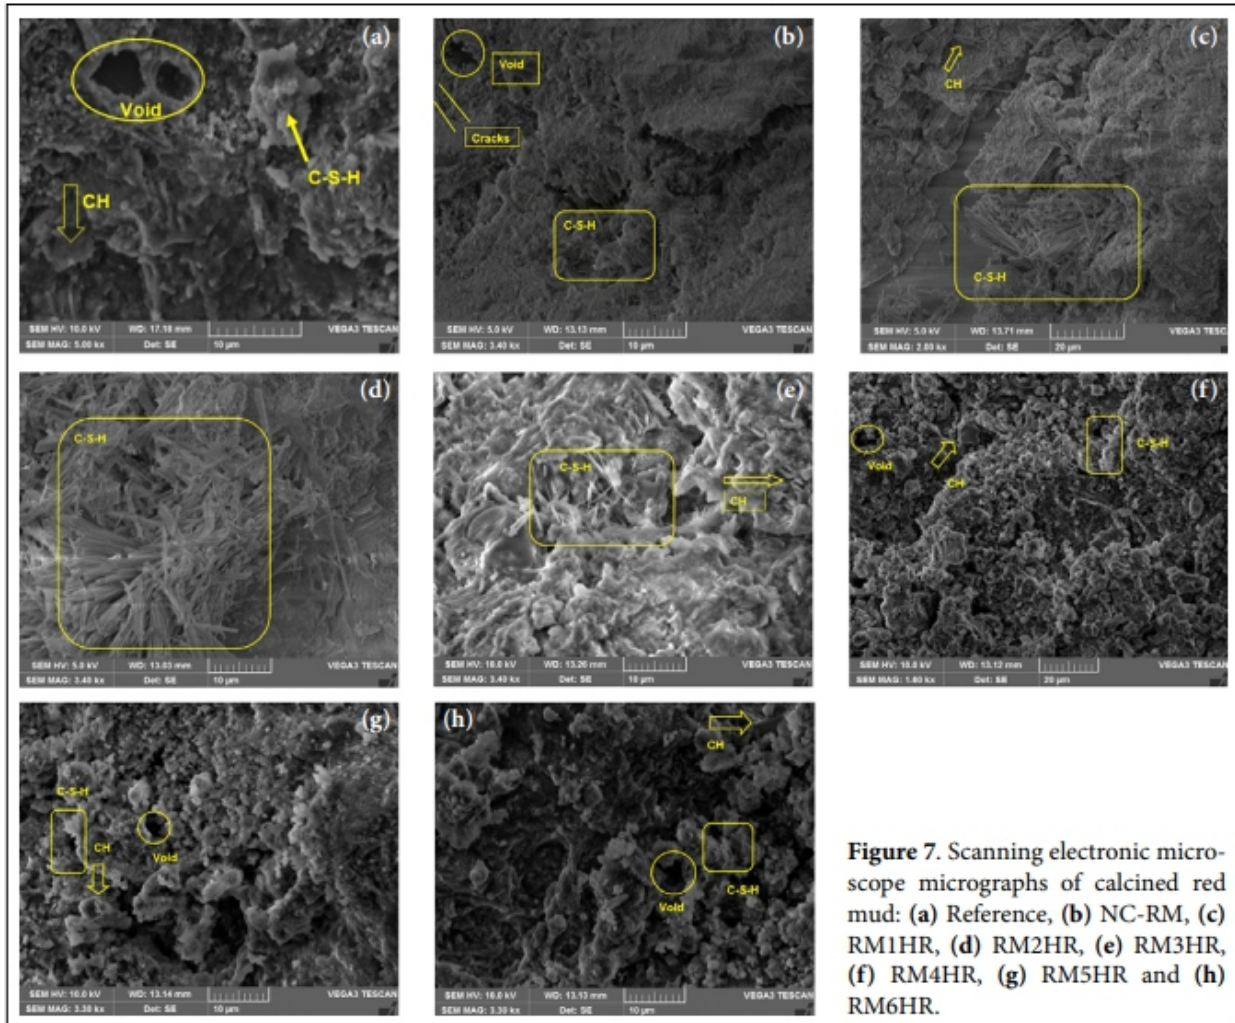 (a)
Void
C-S-H
CH
SEM HV: 10.0 kV WD: 17.18 mm VEGA3 TESCAN
SEM MAG: 5.00 kx Det: SE 10 µm
(b)
Void
Cracks
C-S-H
SEM HV: 5.0 kV WD: 13.13 mm VEGA3 TESCAN
SEM MAG: 3.40 kx Det: SE 10 µm
(c)
CH
C-S-H
SEM HV: 5.0 kV WD: 13.71 mm VEGA3 TESCAN
SEM MAG: 2.00 kx Det: SE 20 µm
(d)
C-S-H
SEM HV: 5.0 kV WD: 13.03 mm VEGA3 TESCAN
SEM MAG: 3.40 kx Det: SE 10 µm
(e)
C-S-H
CH
SEM HV: 10.0 kV WD: 13.26 mm VEGA3 TESCAN
SEM MAG: 3.40 kx Det: SE 10 µm
(f)
C-S-H
Void
CH
SEM HV: 10.0 kV WD: 13.12 mm VEGA3 TESCAN
SEM MAG: 1.60 kx Det: SE 20 µm
(g)
C-S-H
CH
Void
SEM HV: 10.0 kV WD: 13.14 mm VEGA3 TESCAN
SEM MAG: 3.30 kx Det: SE 10 µm
(h)
CH
Void
C-S-H
SEM HV: 10.0 kV WD: 13.13 mm VEGA3 TESCAN
SEM MAG: 3.30 kx Det: SE 10 µm
Figure 7. Scanning electronic micro-
scope micrographs of calcined red
mud: (a) Reference, (b) NC-RM, (c)
RM1HR, (d) RM2HR, (e) RM3HR,
(f) RM4HR, (g) RM5HR and (h)
RM6HR.